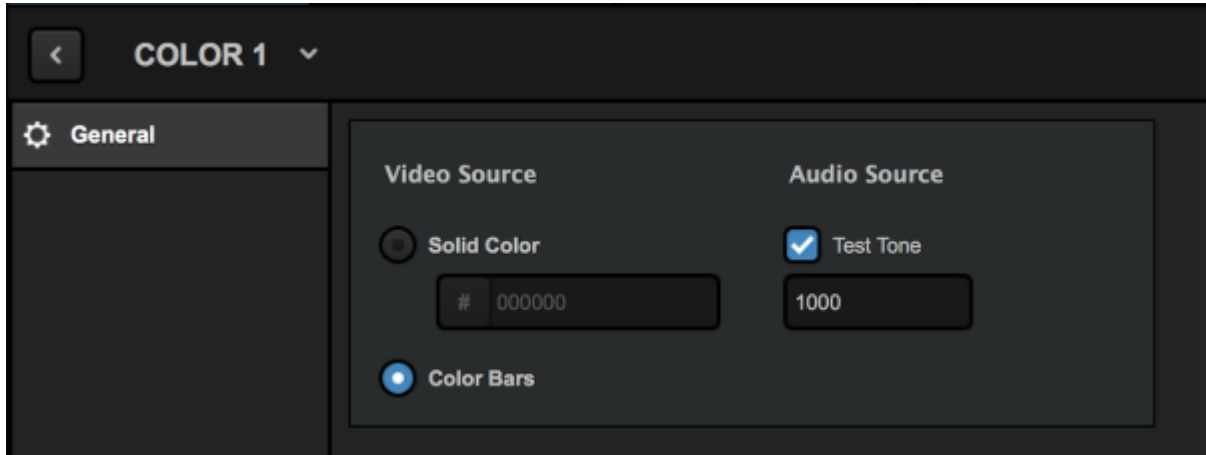 COLOR 1
General
Video Source
Solid Color
# 000000
Color Bars
Audio Source
Test Tone
1000